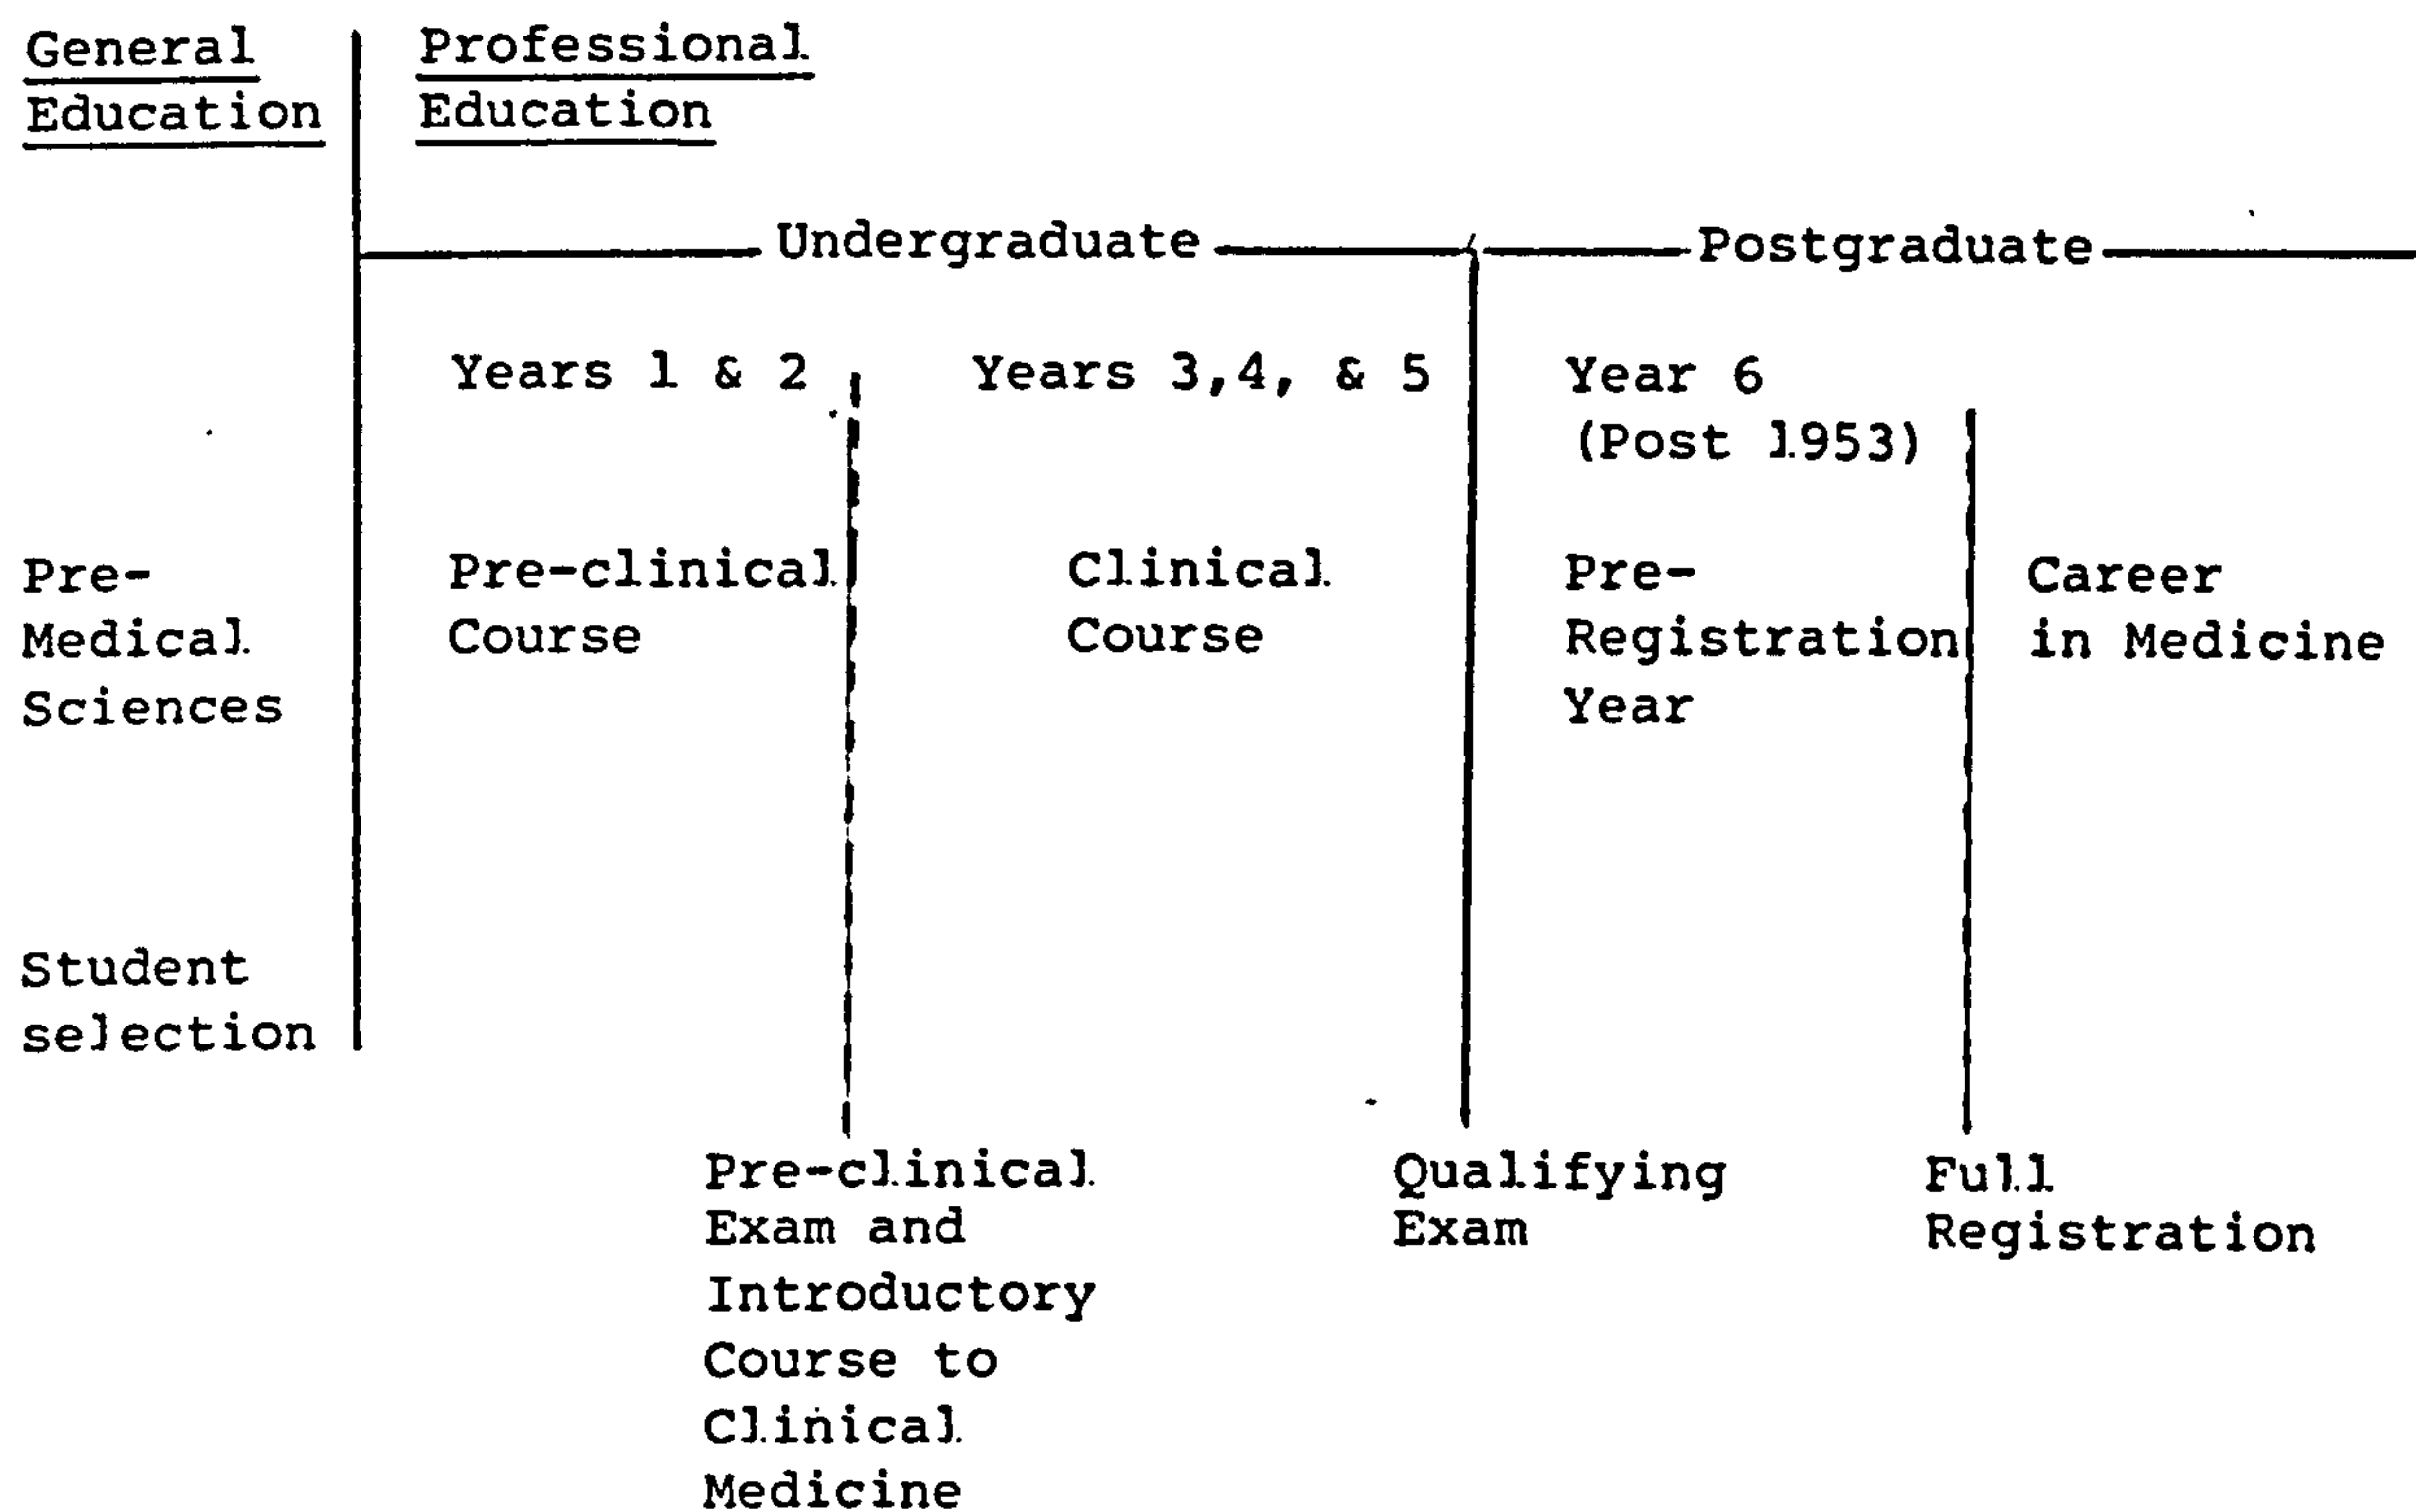 General
Education
Professional
Education
Undergraduate
Postgraduate
Years 1 & 2
Years 3,4, & 5
Year 6
(Post 1953)
Pre-
Medical
Sciences
Pre-clinical
Course
Clinical
Course
Pre-
Registration
Year
Career
in Medicine
Student
selection
Pre-clinical
Exam and
Introductory
Course to
Clinical
Medicine
Qualifying
Exam
Full
Registration